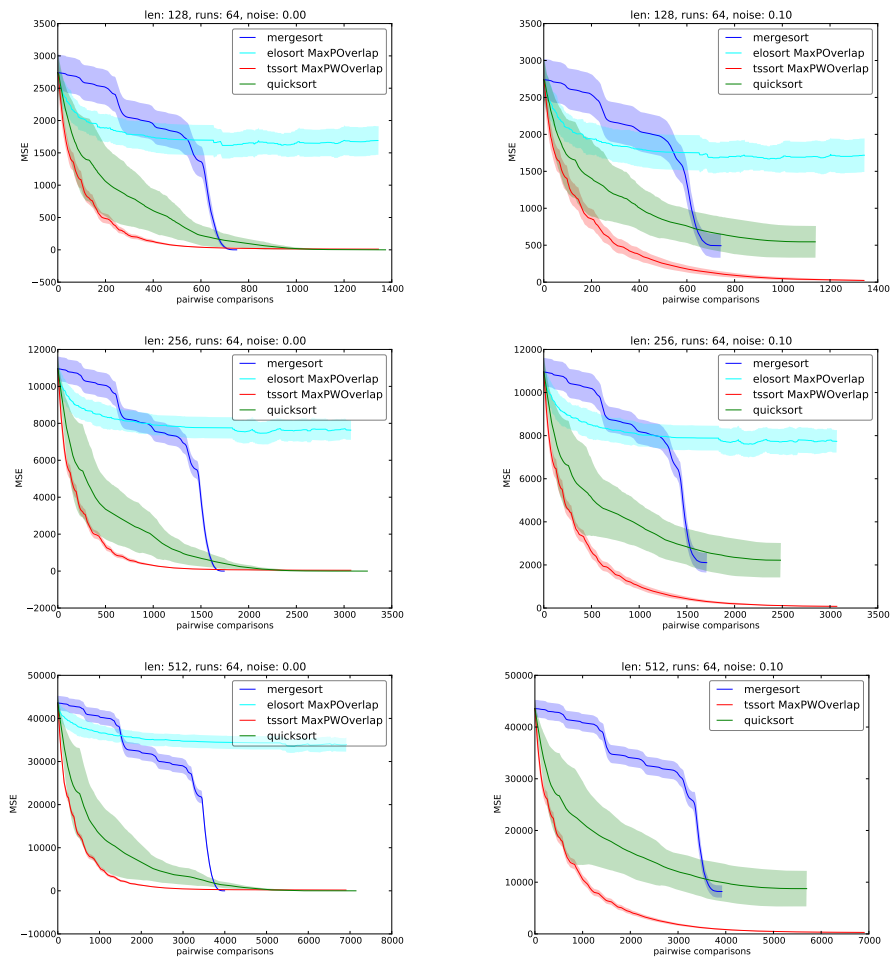 len: 128, runs: 64, noise: 0.00
3500
3000
2500
2000
1500
1000
500
0
−500
MSE
mergesort
elosort MaxPOverlap
tssort MaxPWOverlap
quicksort
0 200 400 600 800 1000 1200 1400
pairwise comparisons
len: 128, runs: 64, noise: 0.10
3500
3000
2500
2000
1500
1000
500
0
MSE
mergesort
elosort MaxPOverlap
tssort MaxPWOverlap
quicksort
0 200 400 600 800 1000 1200 1400
pairwise comparisons
len: 256, runs: 64, noise: 0.00
12000
10000
8000
6000
4000
2000
0
−2000
MSE
mergesort
elosort MaxPOverlap
tssort MaxPWOverlap
quicksort
0 500 1000 1500 2000 2500 3000 3500
pairwise comparisons
len: 256, runs: 64, noise: 0.10
12000
10000
8000
6000
4000
2000
0
MSE
mergesort
elosort MaxPOverlap
tssort MaxPWOverlap
quicksort
0 500 1000 1500 2000 2500 3000 3500
pairwise comparisons
len: 512, runs: 64, noise: 0.00
50000
40000
30000
20000
10000
0
−10000
MSE
mergesort
elosort MaxPOverlap
tssort MaxPWOverlap
quicksort
0 1000 2000 3000 4000 5000 6000 7000 8000
pairwise comparisons
len: 512, runs: 64, noise: 0.10
50000
40000
30000
20000
10000
0
MSE
mergesort
tssort MaxPWOverlap
quicksort
0 1000 2000 3000 4000 5000 6000 7000
pairwise comparisons